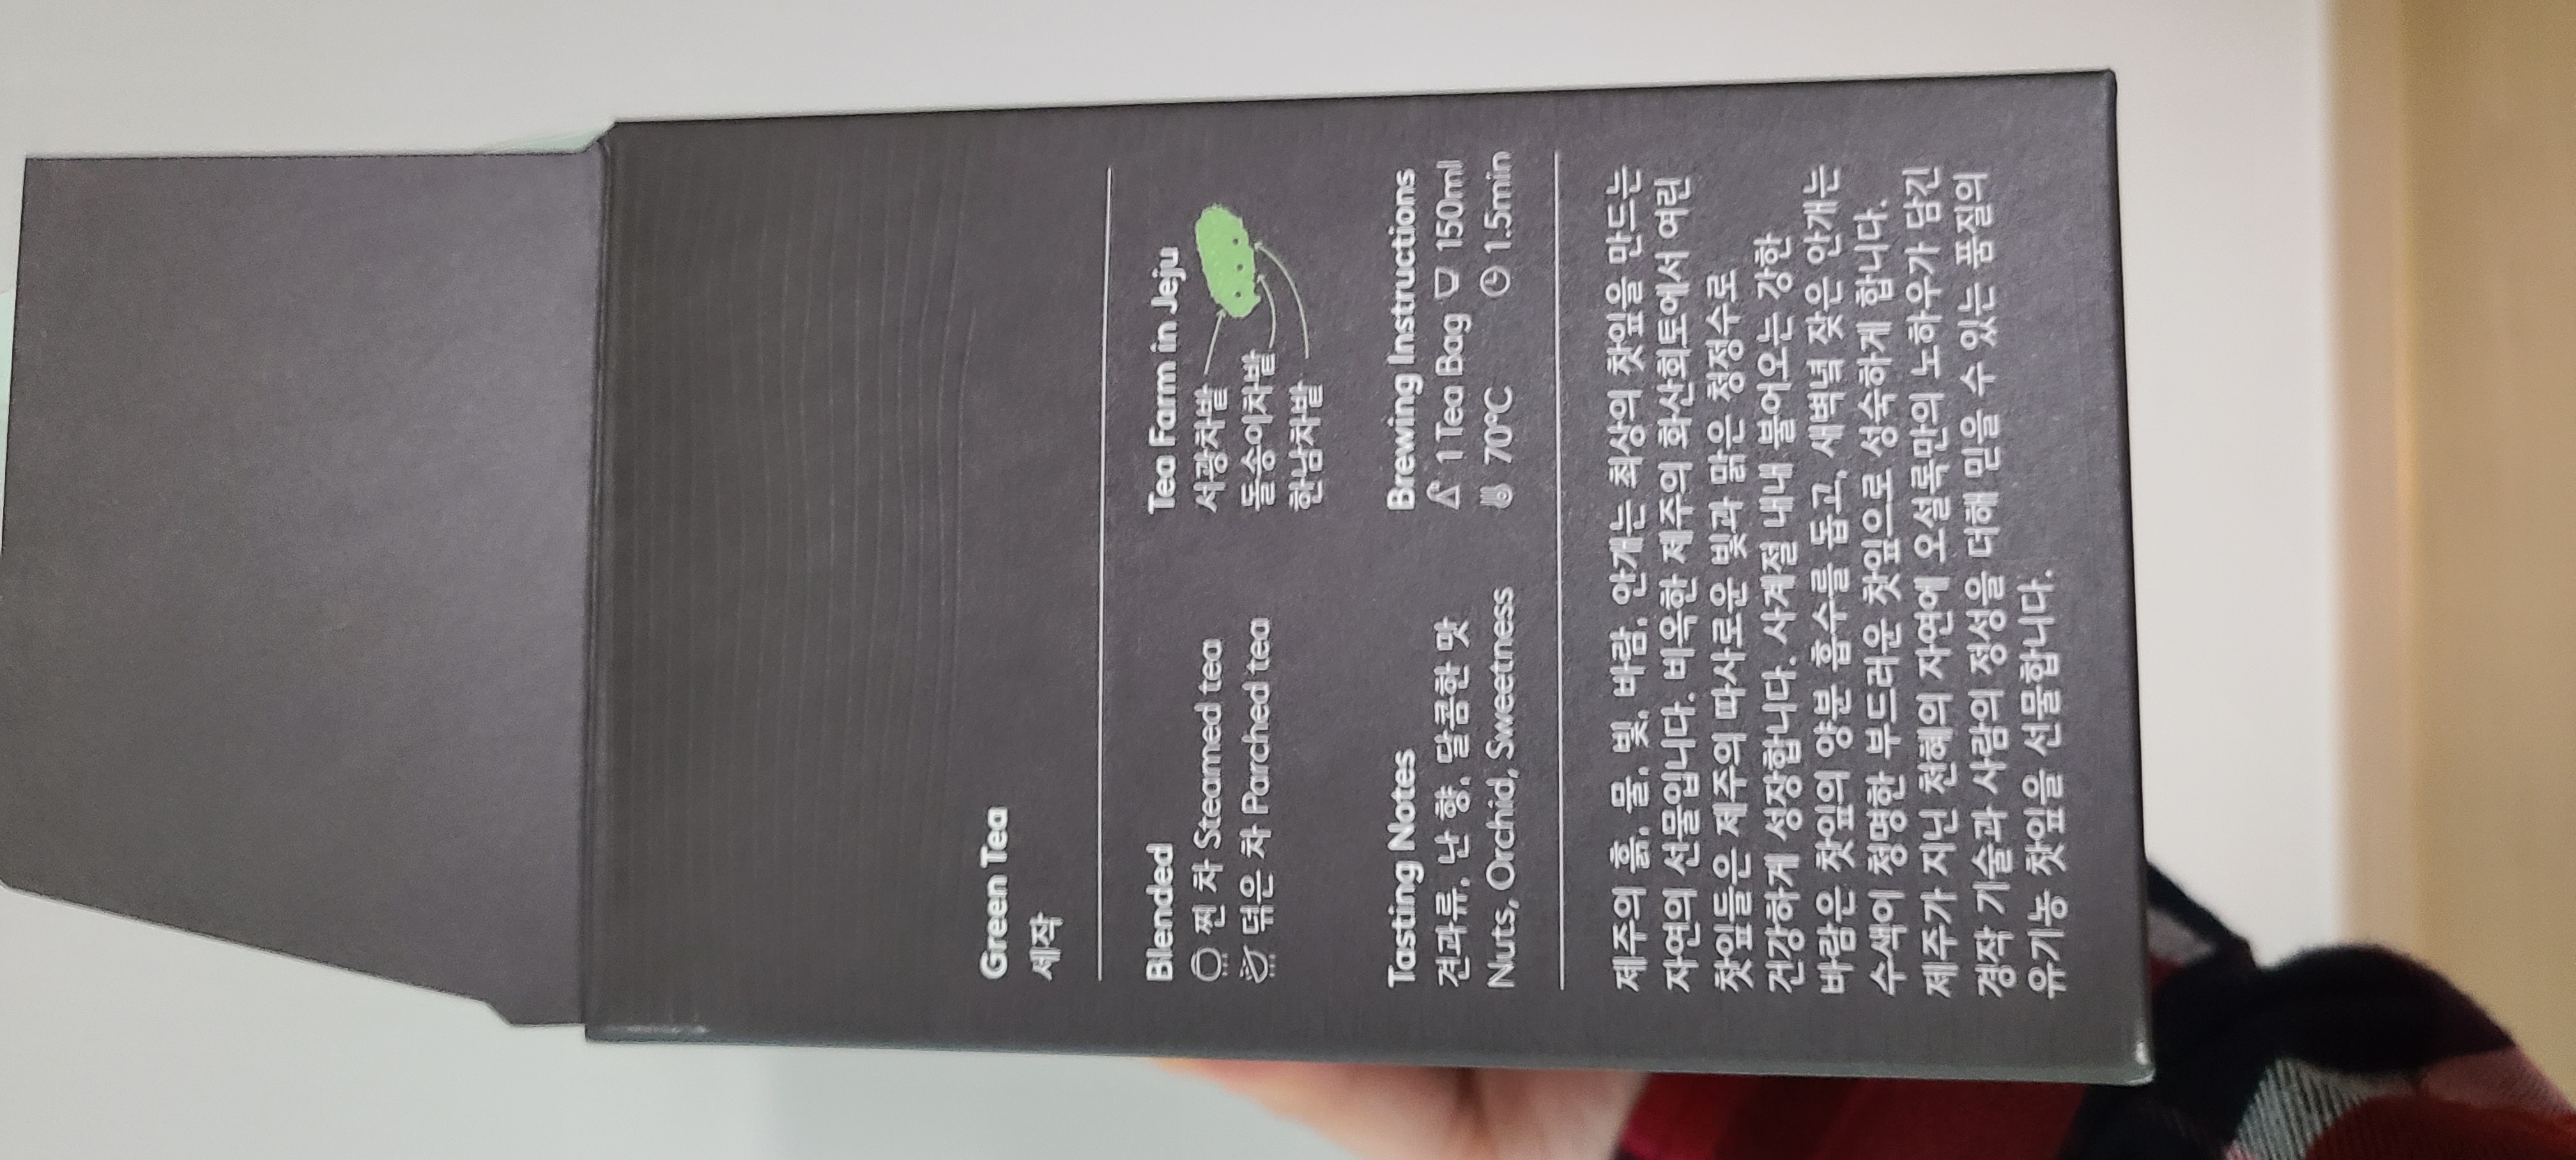 Green Tea
세작
Blended
찐 차 Steamed tea
덖은 차 Parched tea
Tea Farm in Jeju
서광차밭
돌송이차밭
한남차밭
Tasting Notes
견과류, 난 향, 달콤한 맛
Nuts, Orchid, Sweetness
Brewing Instructions
1 Tea Bag 150ml
70°C 1.5min
제주의 흙, 물, 빛, 바람, 안개는 최상의 찻잎을 만드는
자연의 선물입니다. 비옥한 제주의 화산회토에서 여린
찻잎들은 제주의 따사로운 빛과 맑은 청정수로
건강하게 성장합니다. 사계절 내내 불어오는 강한
바람은 찻잎의 양분 흡수를 돕고, 새벽녘 잦은 안개는
수색이 청명한 부드러운 찻잎으로 성숙하게 합니다.
제주가 지닌 천혜의 자연에 오설록만의 노하우가 담긴
경작 기술과 사람의 정성을 더해 믿을 수 있는 품질의
유기농 찻잎을 선물합니다.